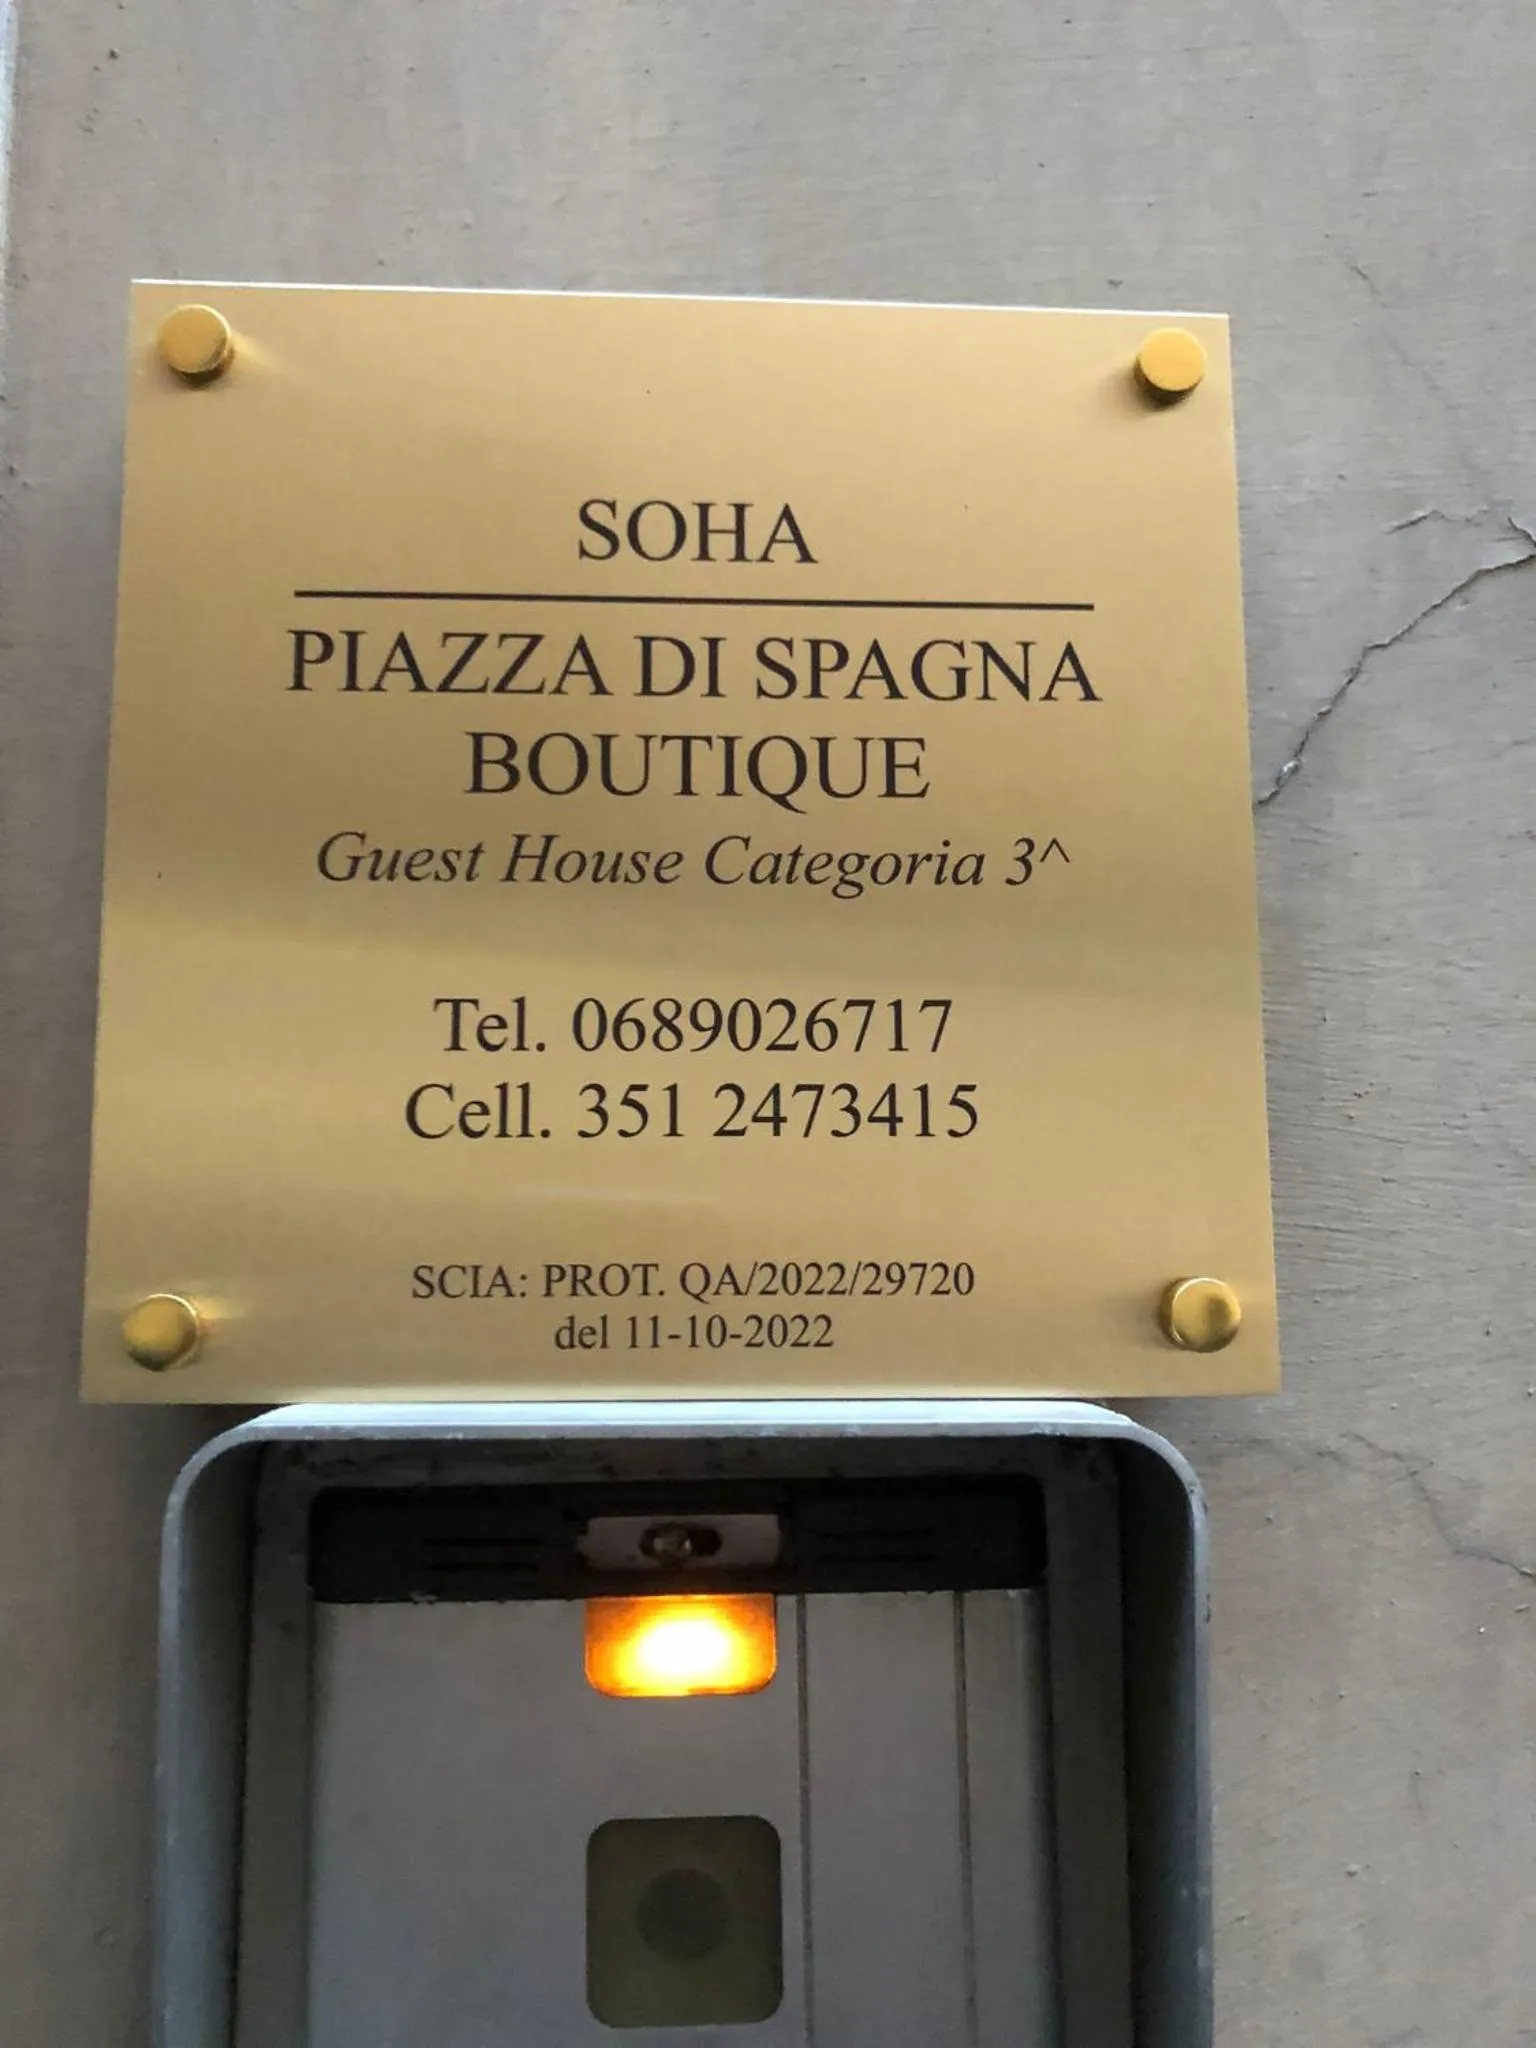 SOHA
PIAZZA DI SPAGNA
BOUTIQUE
Guest House Categoria 3^
Tel. 0689026717
Cell. 351 2473415
SCIA: PROT. QA/2022/29720
del 11-10-2022